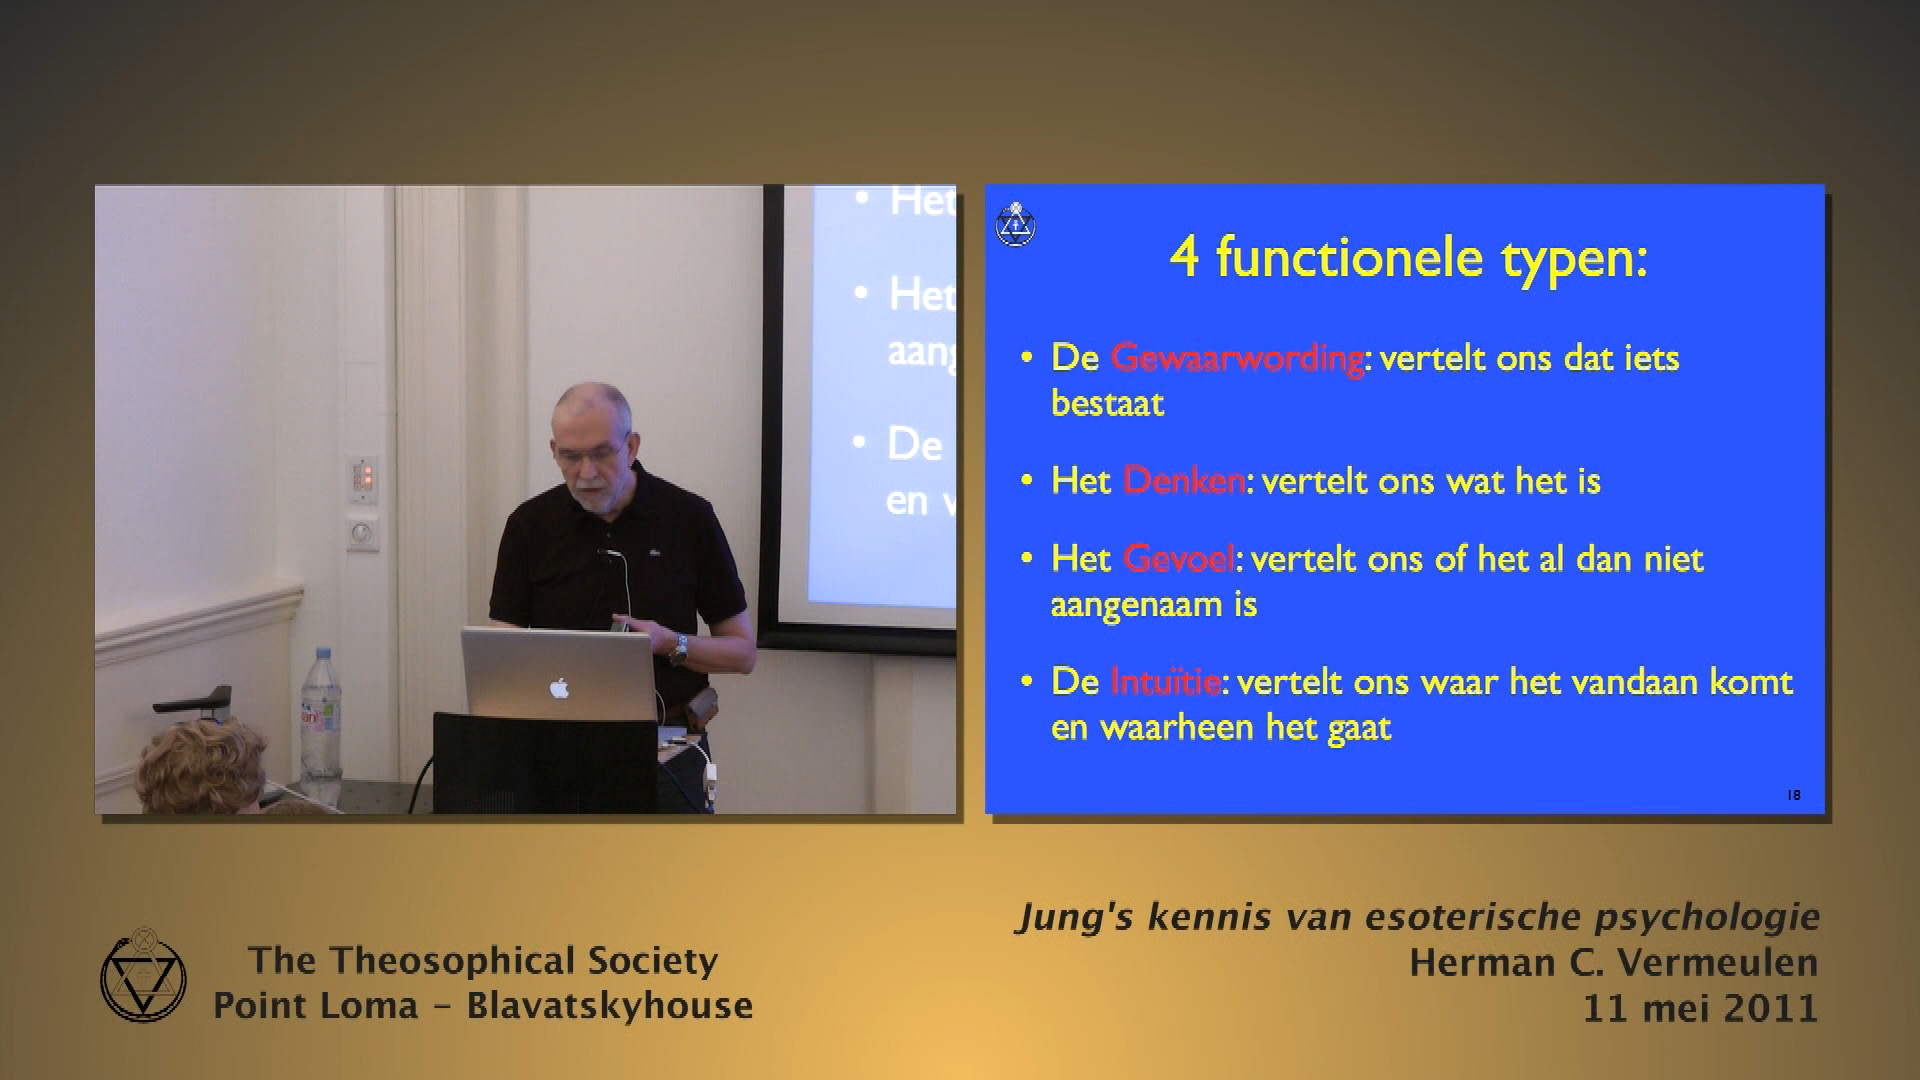 Het
Het
aang
De
en v
4 functionele typen:
• De Gewaarwording: vertelt ons dat iets
bestaat
• Het Denken: vertelt ons wat het is
• Het Gevoel: vertelt ons of het al dan niet
aangenaam is
• De Intuïtie: vertelt ons waar het vandaan komt
en waarheen het gaat
18
The Theosophical Society
Point Loma - Blavatskyhouse
Jung's kennis van esoterische psychologie
Herman C. Vermeulen
11 mei 2011